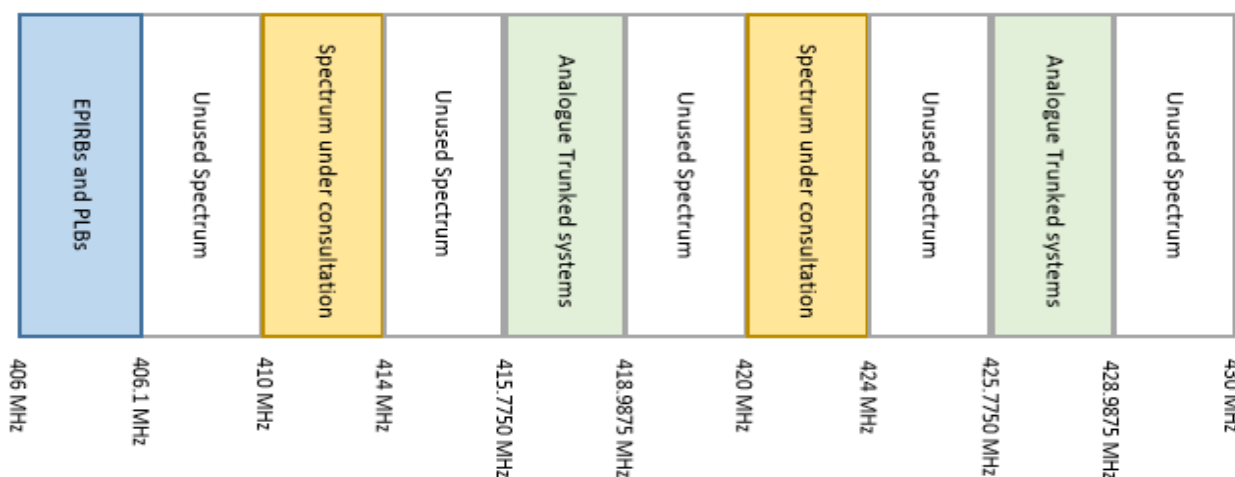 EPIRBs and PLBs
Unused Spectrum
Spectrum under consultation
Unused Spectrum
Analogue Trunked systems
Unused Spectrum
Spectrum under consultation
Unused Spectrum
Analogue Trunked systems
Unused Spectrum
406 MHz
406.1 MHz
410 MHz
414 MHz
415.7750 MHz
418.9875 MHz
420 MHz
424 MHz
425.7750 MHz
428.9875 MHz
430 MHz